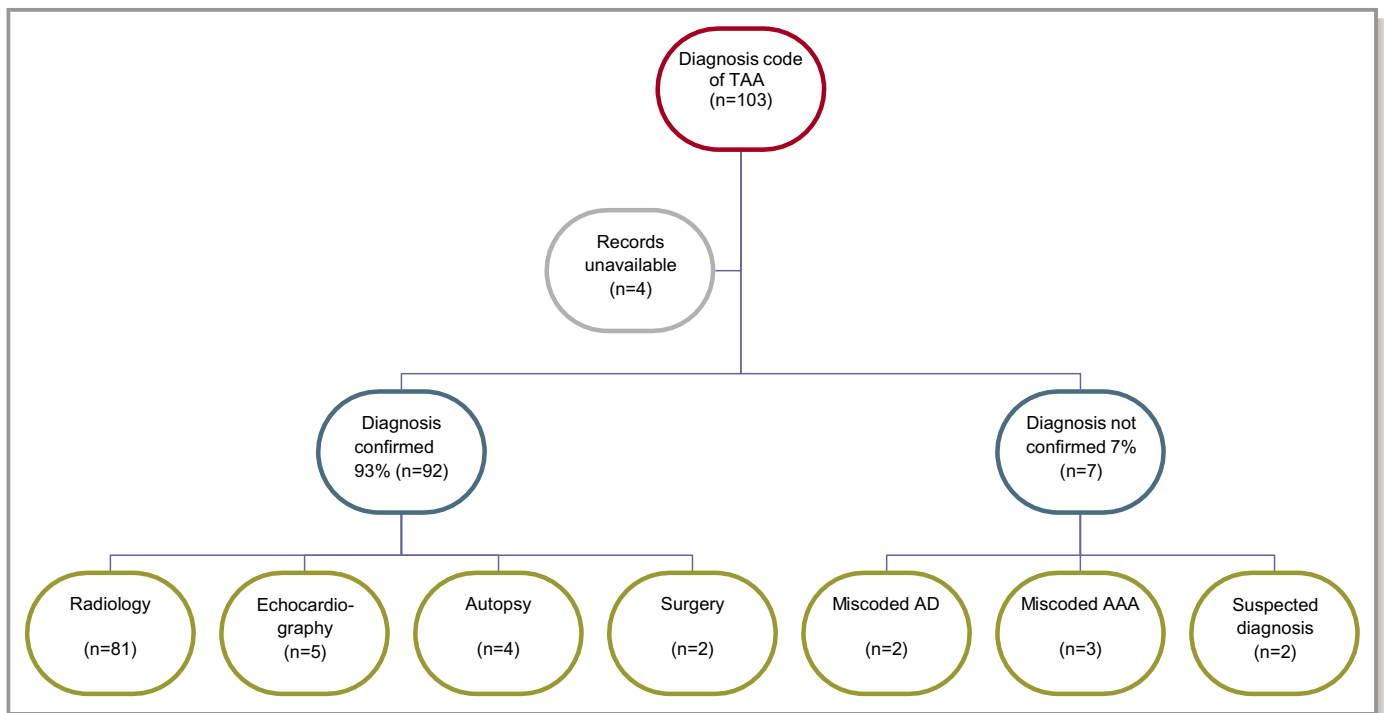 Diagnosis code
of TAA
(n=103)
Records
unavailable
(n=4)
Diagnosis
confirmed
93% (n=92)
Diagnosis not
confirmed 7%
(n=7)
Radiology
(n=81)
Echocardio-
graphy
(n=5)
Autopsy
(n=4)
Surgery
(n=2)
Miscoded AD
(n=2)
Miscoded AAA
(n=3)
Suspected
diagnosis
(n=2)